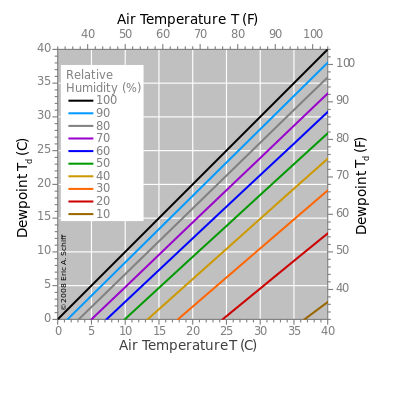 Air Temperature T (F)
40 50 60 70 80 90 100
40
35
30
25
20
15
10
5
0
Dewpoint Td (C)
Relative
Humidity (%)
100
90
80
70
60
50
40
30
20
10
©2008 Eric A. Schiff
100
90
80
70
60
50
40
Dewpoint Td (F)
0 5 10 15 20 25 30 35 40
Air Temperature T (C)